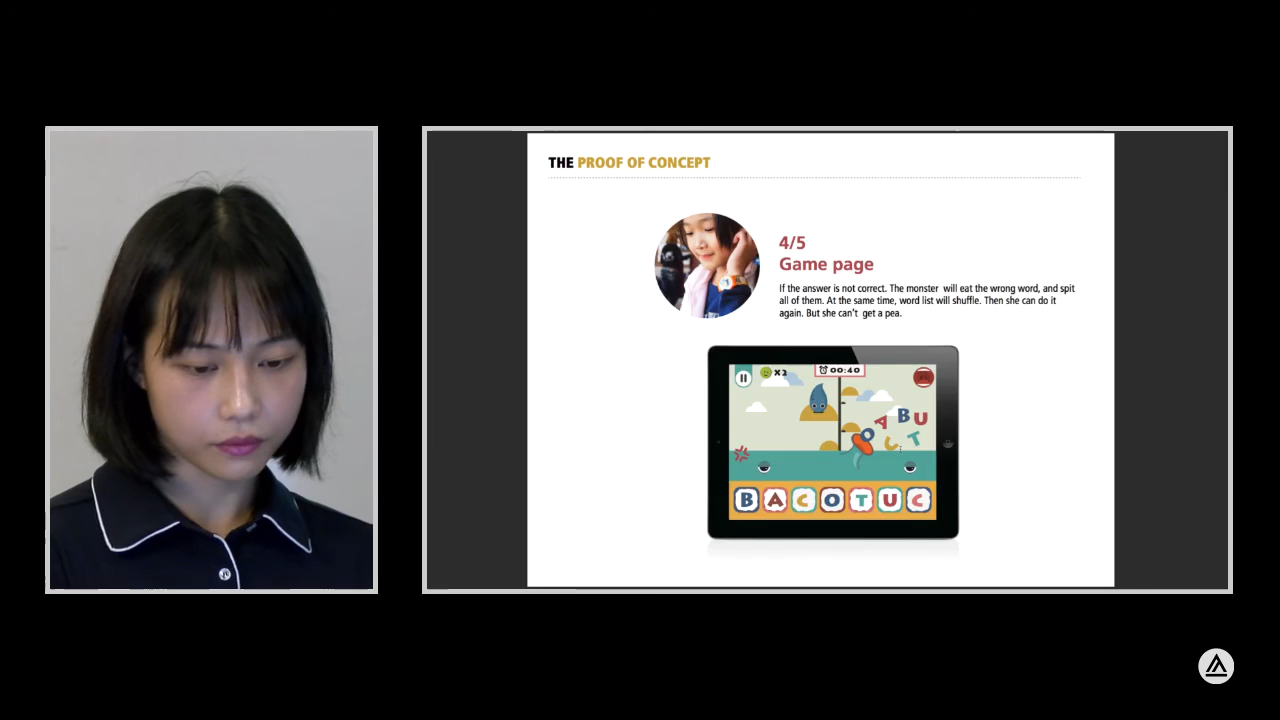 THE PROOF OF CONCEPT
4/5
Game page
If the answer is not correct. The monster will eat the wrong word, and spit
all of them. At the same time, word list will shuffle. Then she can do it
again. But she can't get a pea.
00:40
A B U
O C T
B A C O T U C